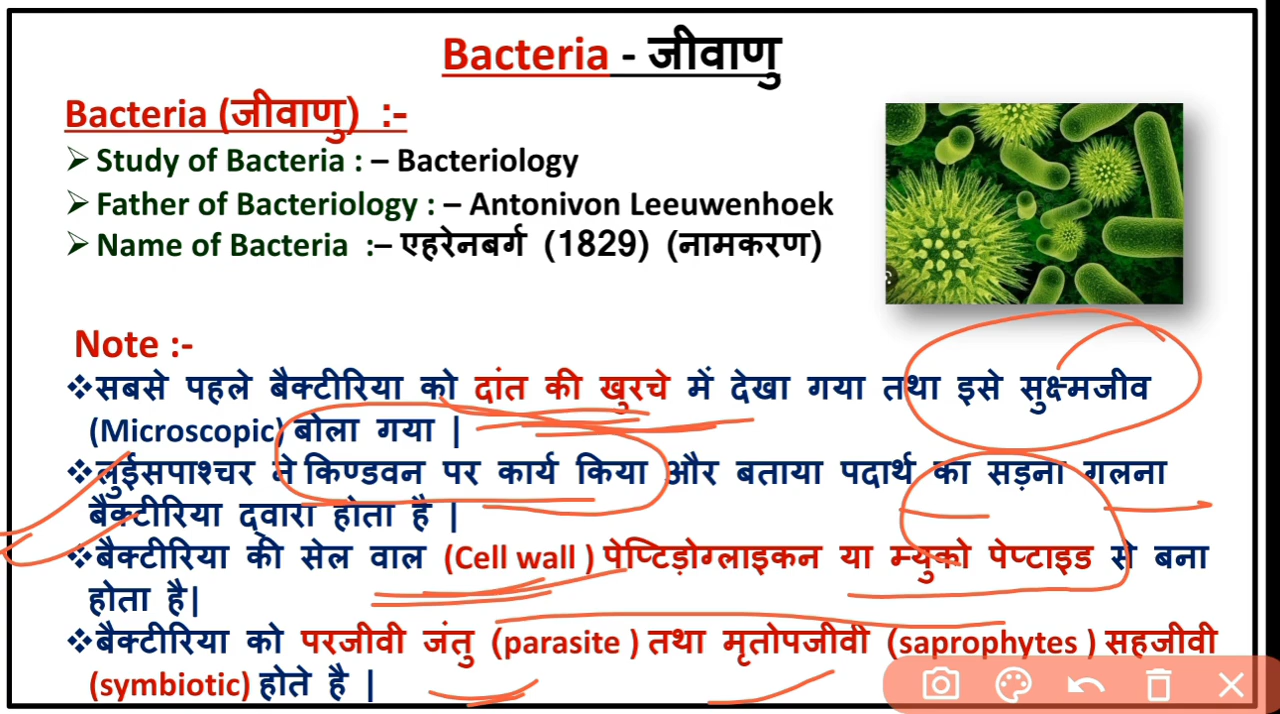 Bacteria - जीवाणु
Bacteria (जीवाणु) :-
➢ Study of Bacteria : – Bacteriology
➢ Father of Bacteriology : – Antonivon Leeuwenhoek
➢ Name of Bacteria :– एहरेनबर्ग (1829) (नामकरण)
Note :-
❖सबसे पहले बैक्टीरिया को दांत की खुरचे में देखा गया तथा इसे सुक्ष्मजीव
(Microscopic) बोला गया |
❖लुईसपाश्चर ने किण्डवन पर कार्य किया और बताया पदार्थ का सड़ना गलना
बैक्टीरिया द्वारा होता है |
❖बैक्टीरिया की सेल वाल (Cell wall ) पेप्टिड़ोग्लाइकन या म्युको पेप्टाइड से बना
होता है|
❖बैक्टीरिया को परजीवी जंतु (parasite ) तथा मृतोपजीवी (saprophytes ) सहजीवी
(symbiotic) होते है |